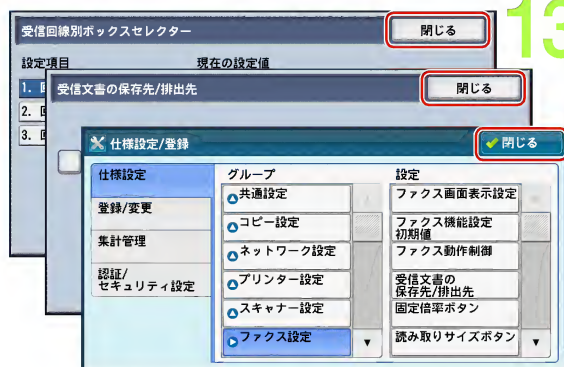 13
受信回線別ボックスセレクター
閉じる
設定項目 現在の設定値
1.
2.
3.
受信文書の保存先/排出先
閉じる
仕様設定/登録
閉じる
仕様設定
登録/変更
集計管理
認証/
セキュリティ設定
グループ
共通設定
コピー設定
ネットワーク設定
プリンター設定
スキャナー設定
ファクス設定
設定
ファクス画面表示設定
ファクス機能設定
初期値
ファクス動作制御
受信文書の
保存先/排出先
固定倍率ボタン
読み取りサイズボタン